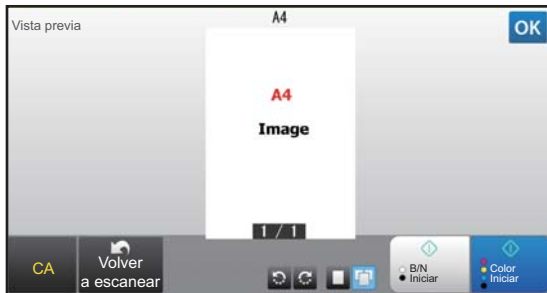 Vista previa
A4
OK
A4
Image
1 / 1
CA
Volver
a escanear
B/N
Iniciar
Color
Iniciar